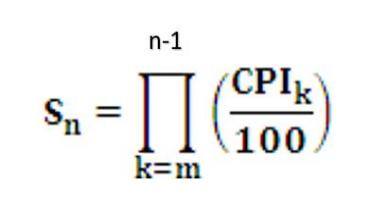 n-1
Sₙ = ∏ (CPIₖ / 100)
k=m